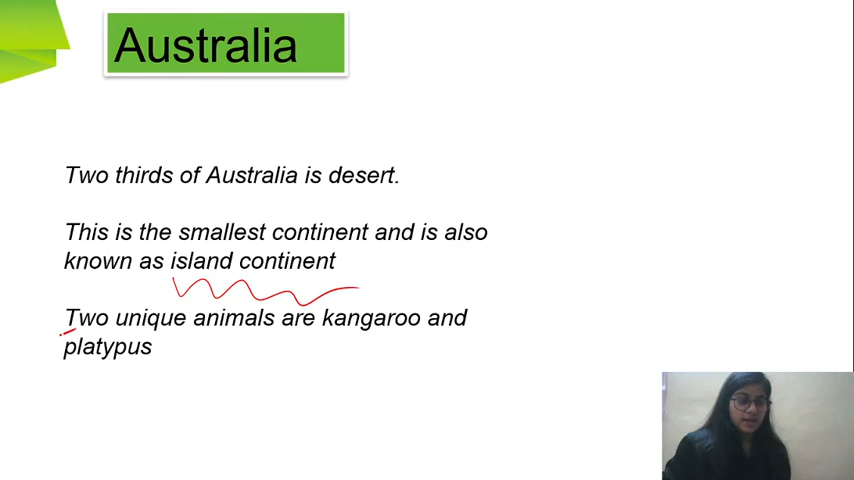 Australia
Two thirds of Australia is desert.
This is the smallest continent and is also
known as island continent
Two unique animals are kangaroo and
platypus